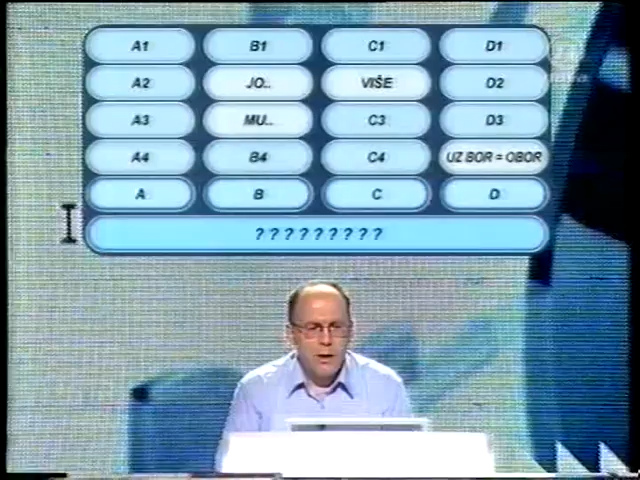 A1 B1 C1 D1
A2 JO.. VIŠE D2
A3 MU.. C3 D3
A4 B4 C4 UZ BOR = OBOR
A B C D
? ? ? ? ? ? ? ? ?